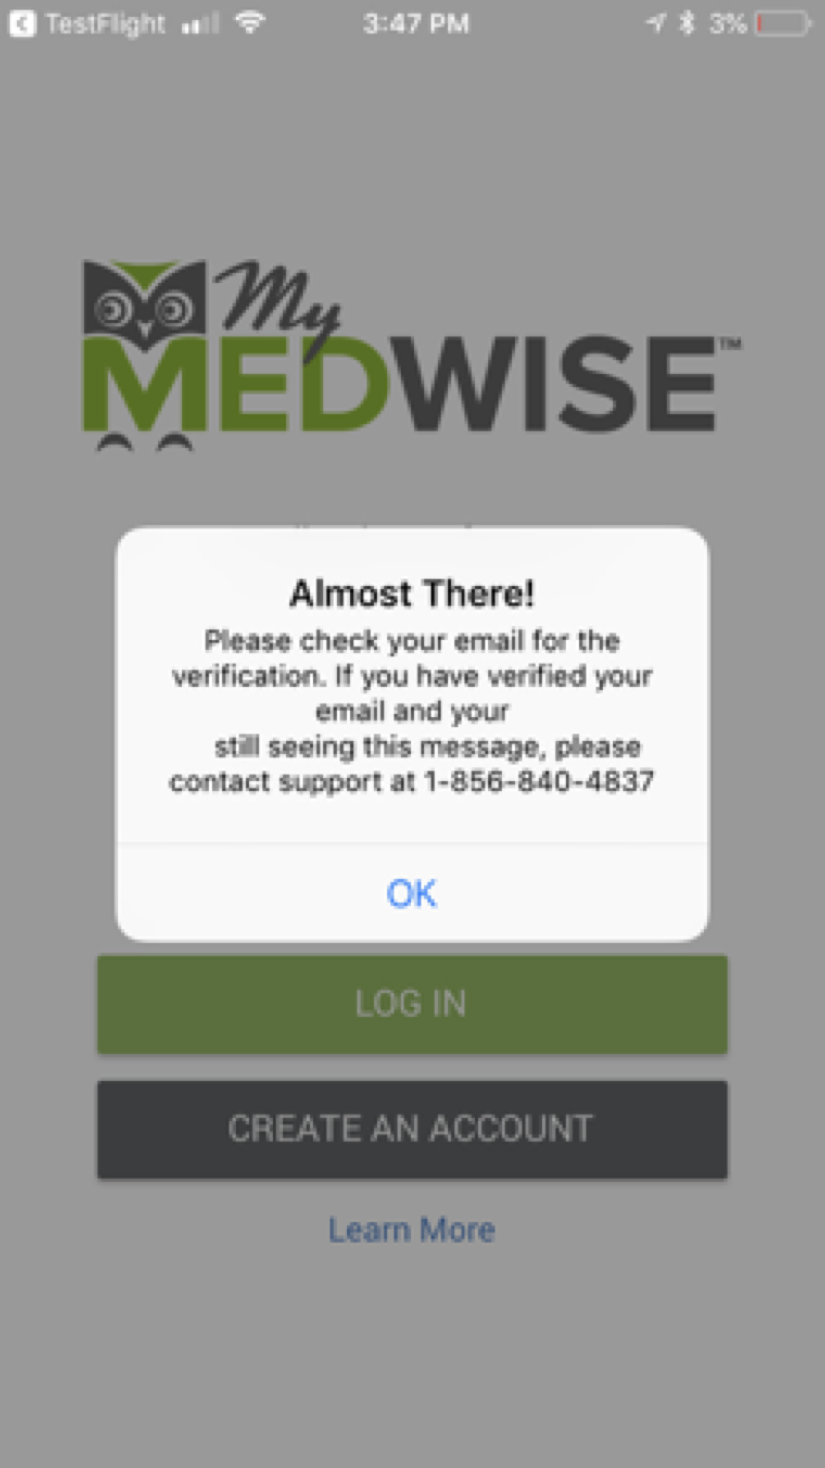 TestFlight 3:47 PM 3%
My
MEDWISE™
Almost There!
Please check your email for the
verification. If you have verified your
email and your
still seeing this message, please
contact support at 1-856-840-4837
OK
LOG IN
CREATE AN ACCOUNT
Learn More